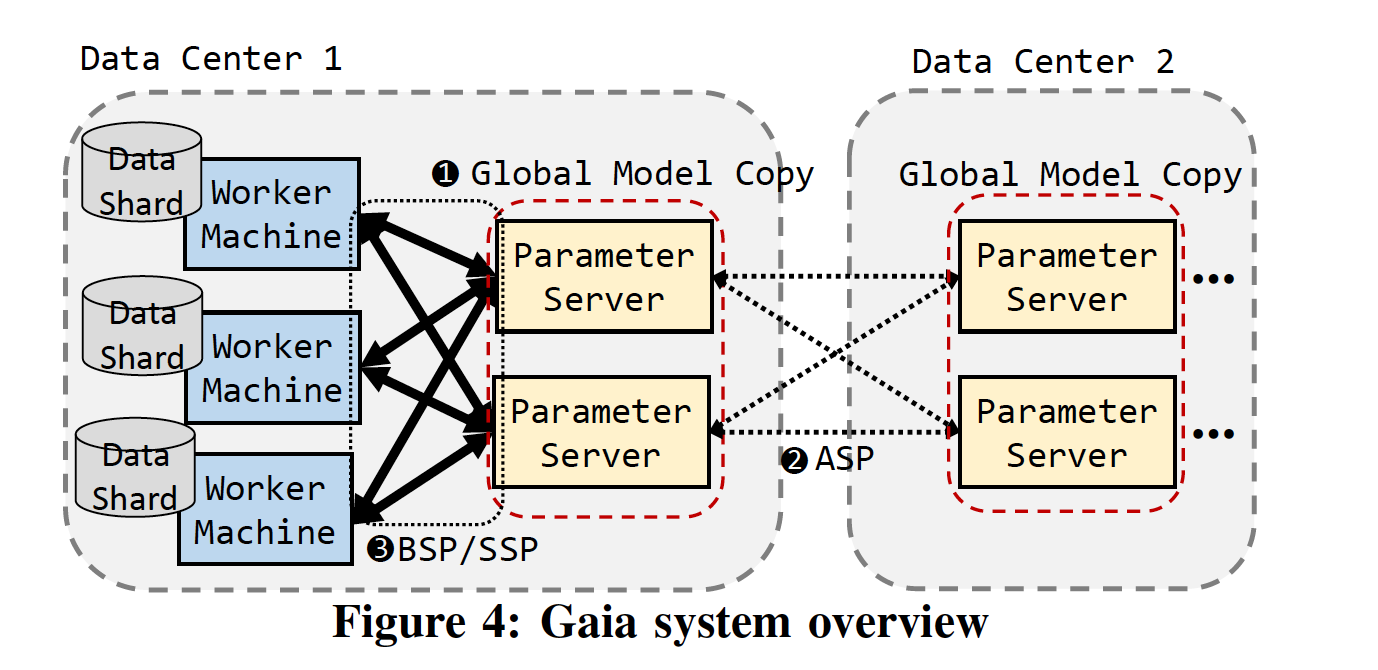 Data Center 1
Data Center 2
Data
Shard
Worker
Machine
❶ Global Model Copy
Global Model Copy
Parameter
Server
Parameter
Server
•••
Data
Shard
Worker
Machine
Parameter
Server
Parameter
Server
•••
❷ ASP
Data
Shard
Worker
Machine
❸ BSP/SSP
Figure 4: Gaia system overview